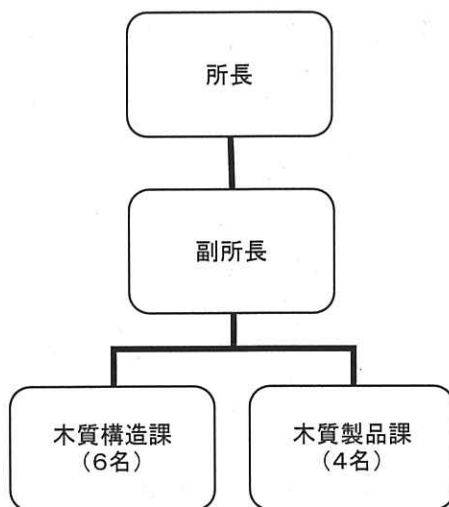 所長
副所長
木質構造課
(6名)
木質製品課
(4名)